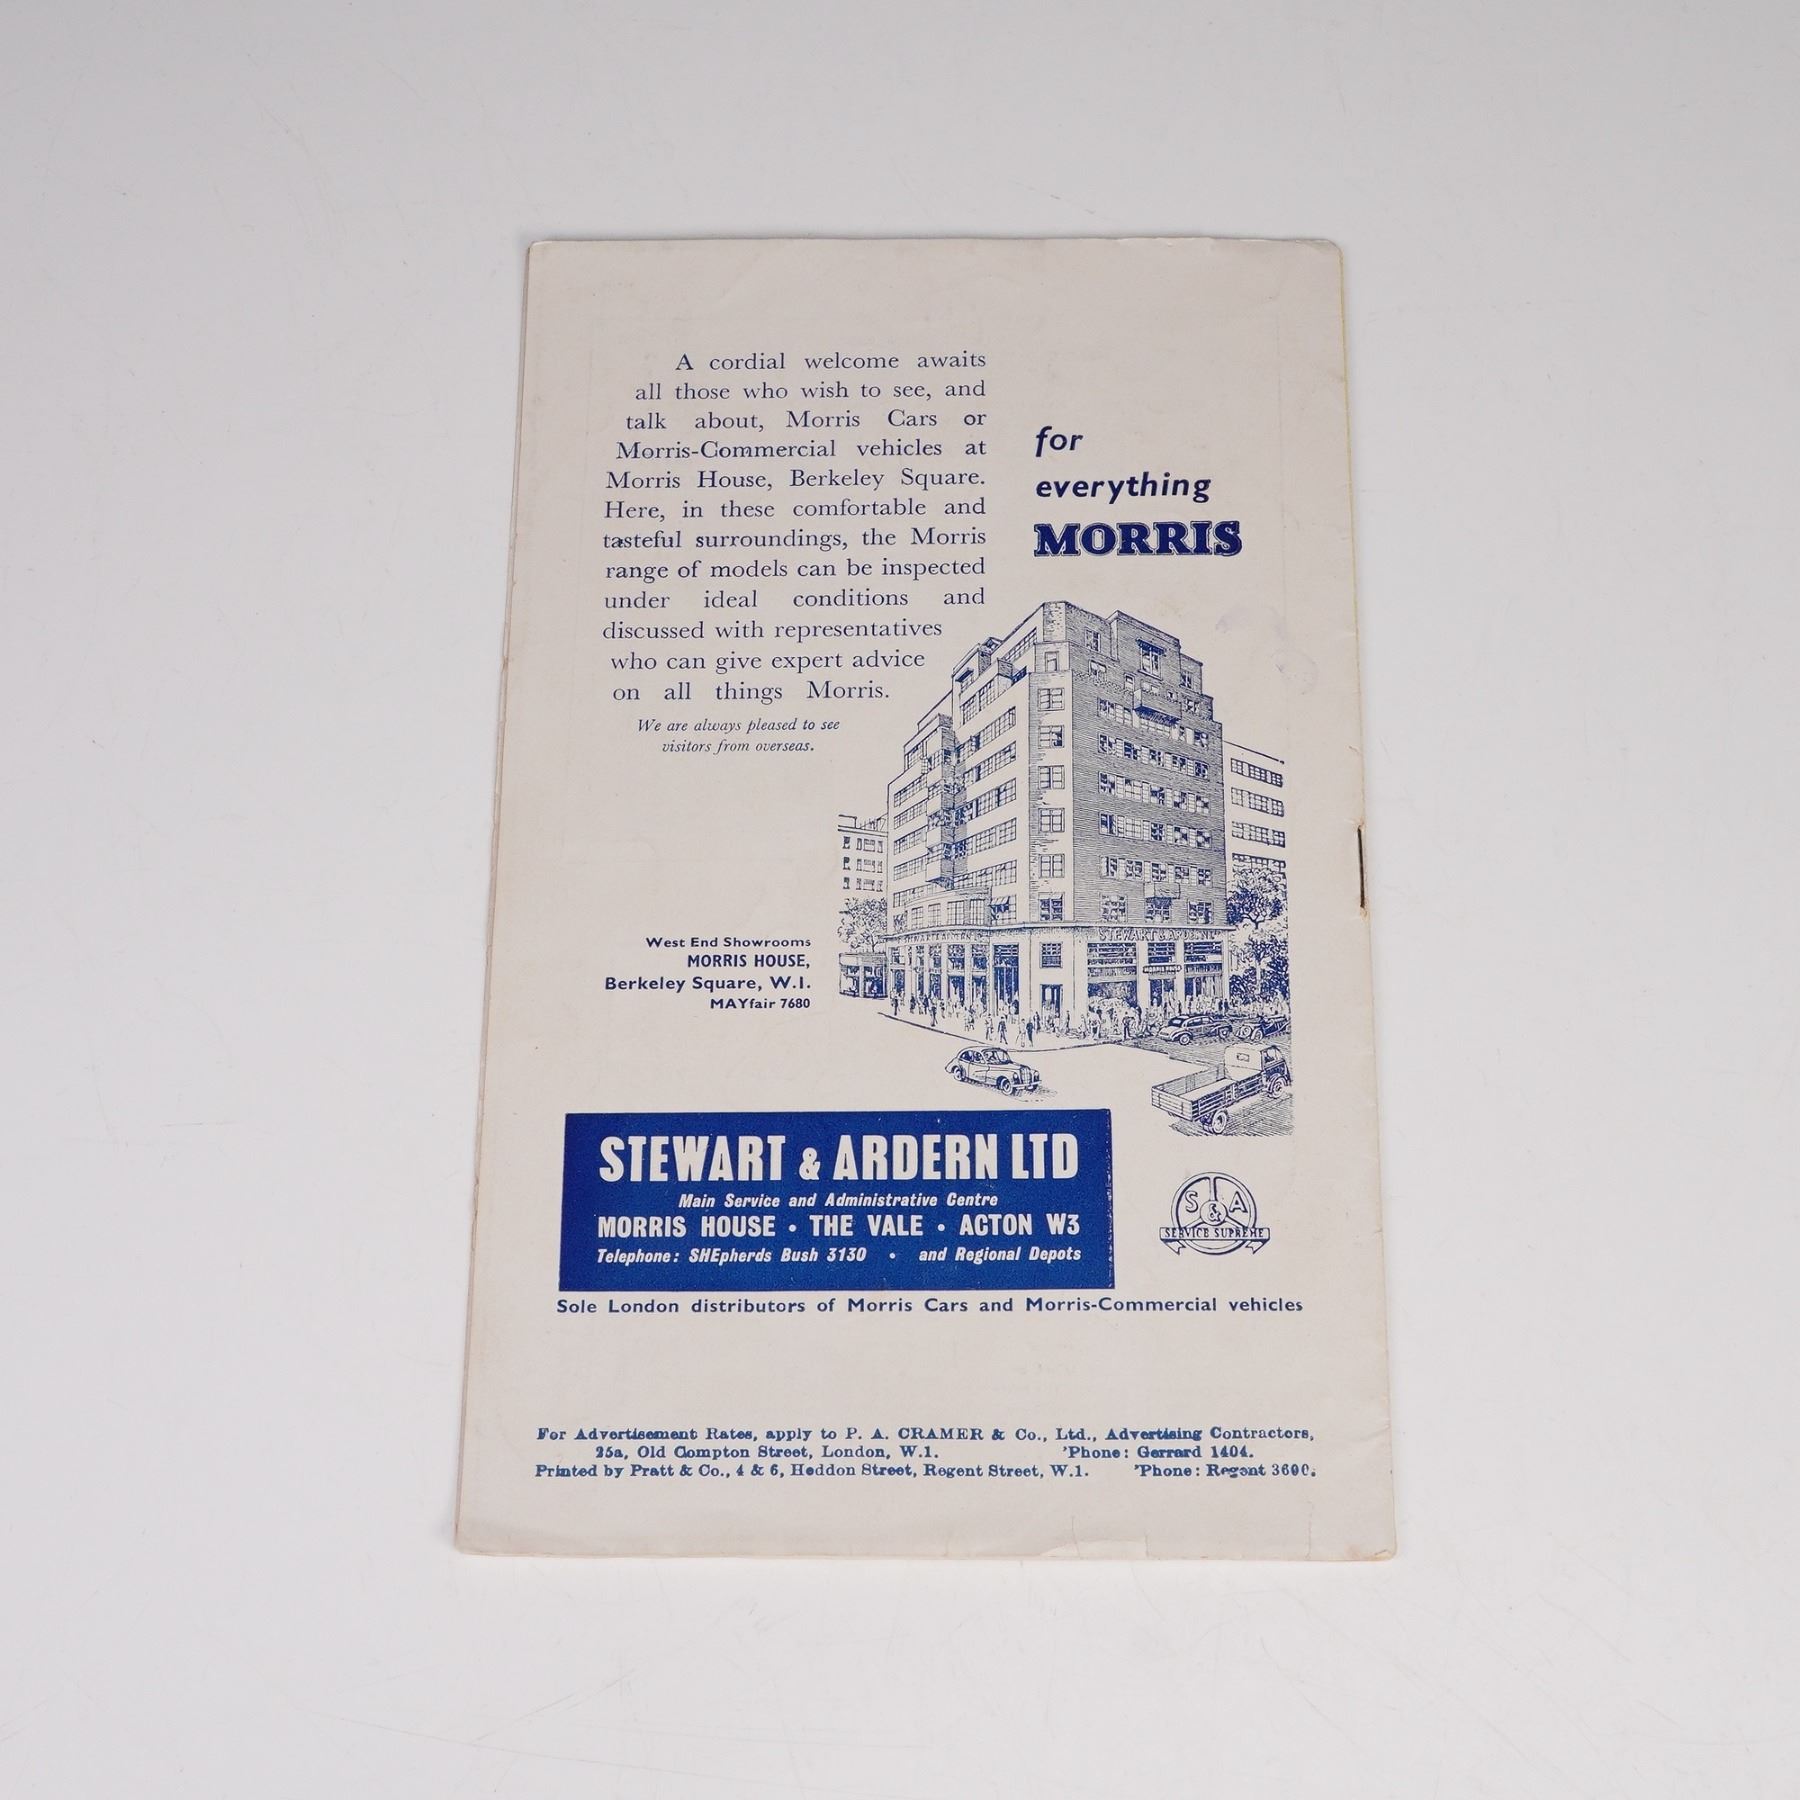 A cordial welcome awaits
all those who wish to see, and
talk about, Morris Cars or
Morris-Commercial vehicles at
Morris House, Berkeley Square.
Here, in these comfortable and
tasteful surroundings, the Morris
range of models can be inspected
under ideal conditions and
discussed with representatives
who can give expert advice
on all things Morris.
We are always pleased to see
visitors from overseas.
for
everything
MORRIS
STEWART & ARDERN
STEWART & ARDERN
West End Showrooms
MORRIS HOUSE,
Berkeley Square, W.1.
MAYfair 7680
STEWART & ARDERN LTD
Main Service and Administrative Centre
MORRIS HOUSE • THE VALE • ACTON W3
Telephone: SHEpherds Bush 3130 • and Regional Depots
S & A
SERVICE SUPREME
Sole London distributors of Morris Cars and Morris-Commercial vehicles
For Advertisement Rates, apply to P. A. CRAMER & Co., Ltd., Advertising Contractors,
25a, Old Compton Street, London, W.1. 'Phone: Gerrard 1404.
Printed by Pratt & Co., 4 & 6, Heddon Street, Regent Street, W.1. 'Phone: Regent 3600.